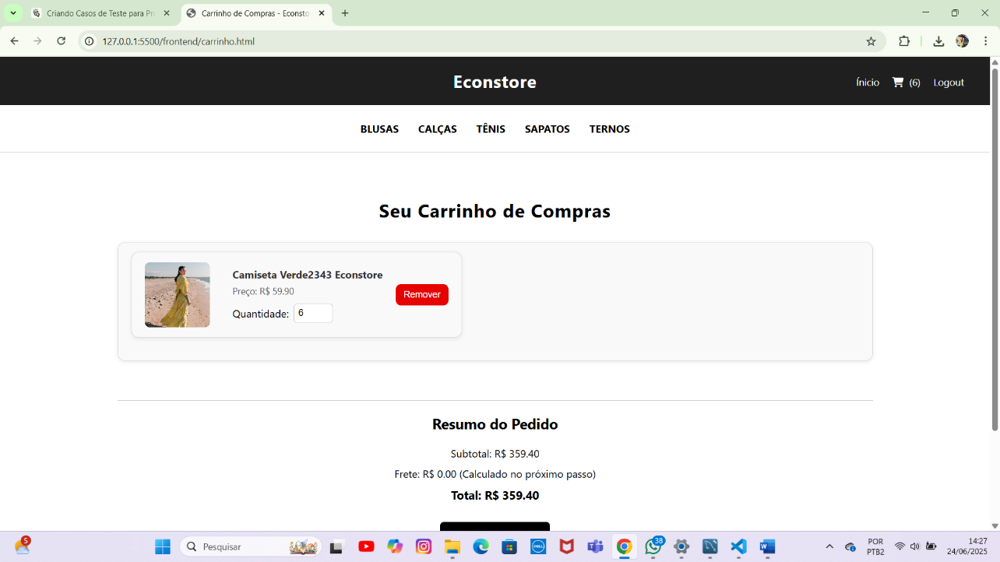 Criando Casos de Teste para Pr
Carrinho de Compras - Econsto
127.0.0.1:5500/frontend/carrinho.html
Econstore
Ínicio (6) Logout
BLUSAS CALÇAS TÊNIS SAPATOS TERNOS
Seu Carrinho de Compras
Camiseta Verde2343 Econstore
Preço: R$ 59.90
Quantidade: 6
Remover
Resumo do Pedido
Subtotal: R$ 359.40
Frete: R$ 0.00 (Calculado no próximo passo)
Total: R$ 359.40
5
Pesquisar
DELL
38
POR
PTB2
14:27
24/06/2025